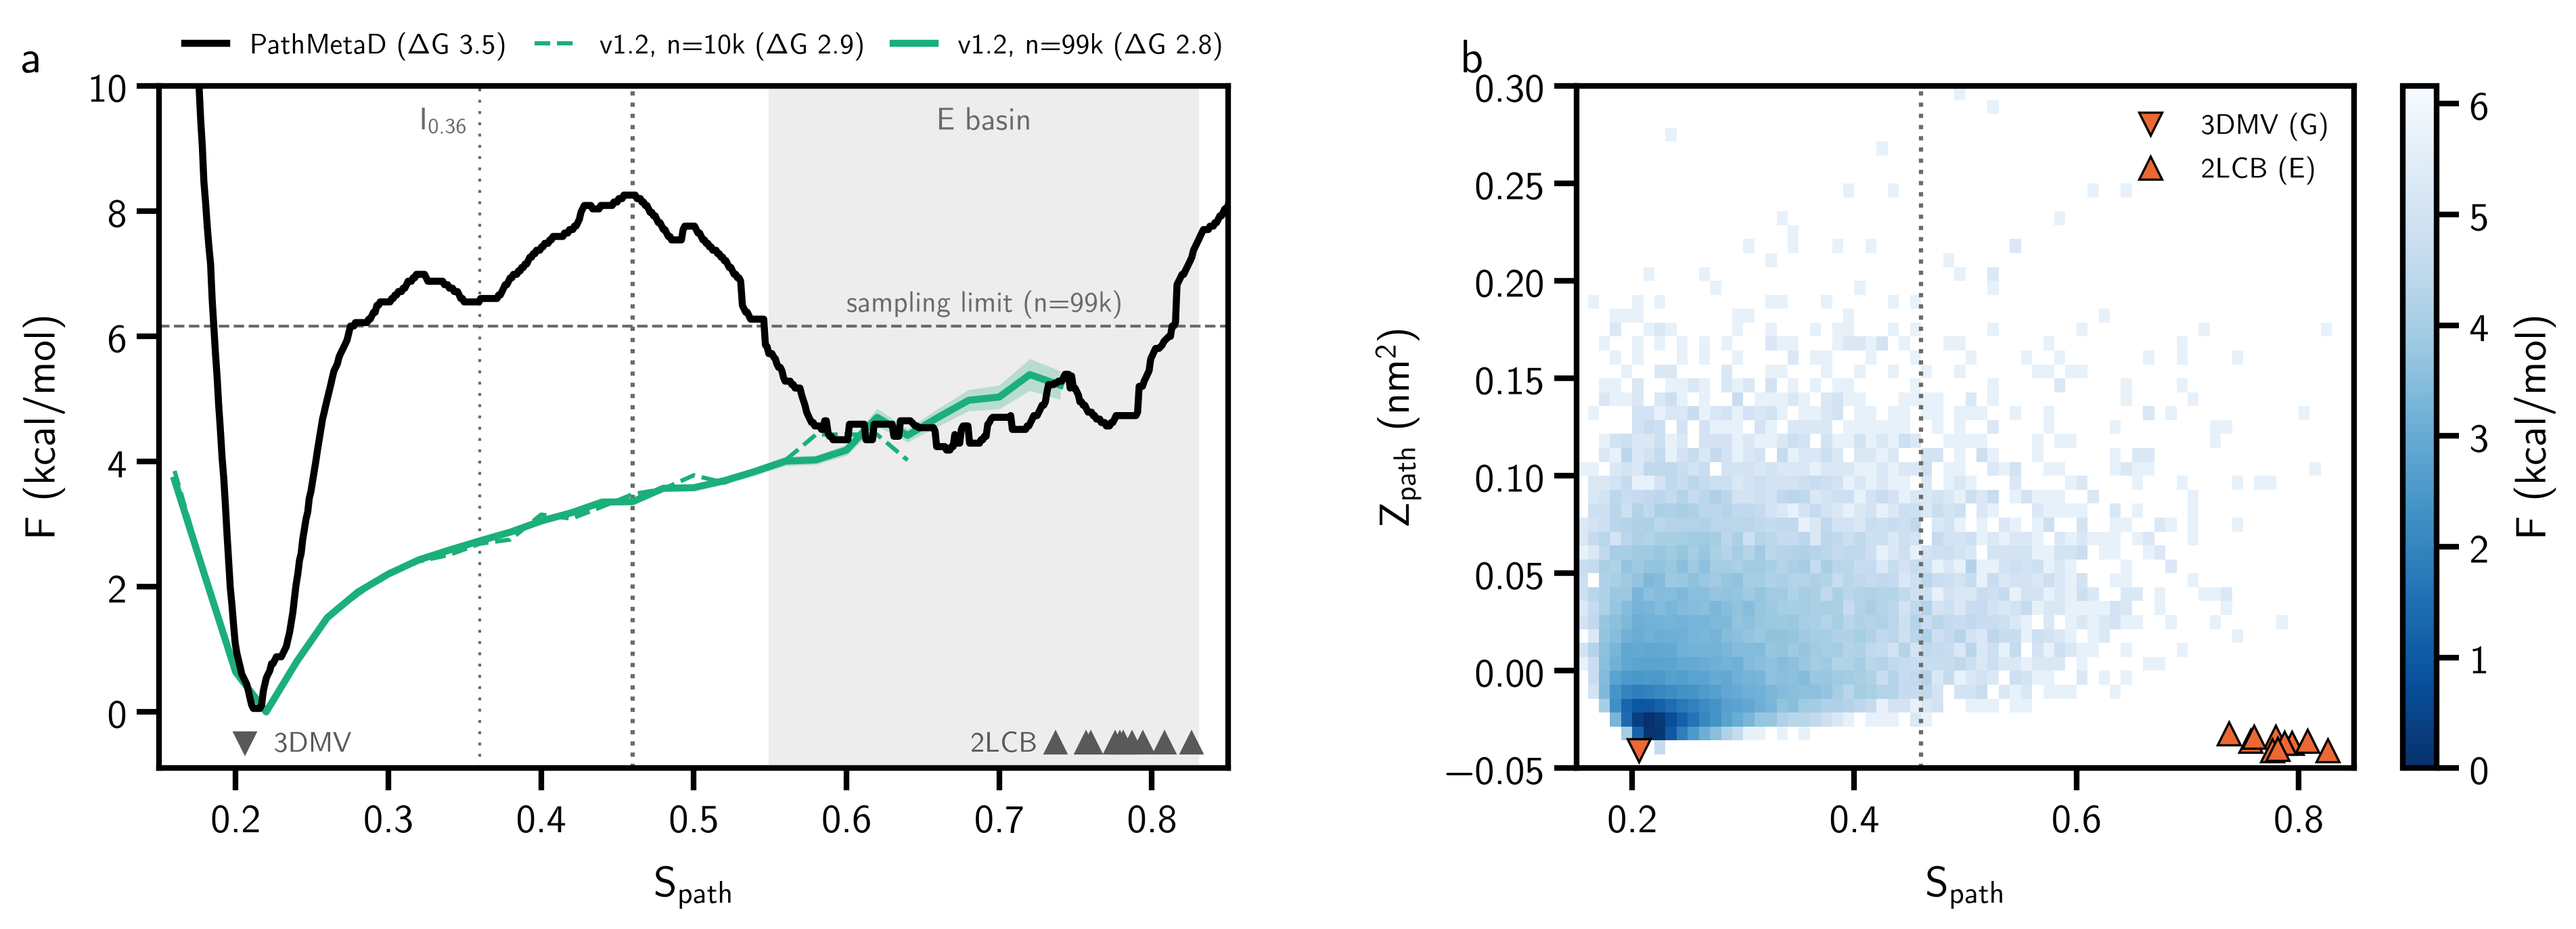 a
PathMetaD (ΔG 3.5)
v1.2, n=10k (ΔG 2.9)
v1.2, n=99k (ΔG 2.8)
I0.36
E basin
sampling limit (n=99k)
3DMV
2LCB
10
8
6
4
2
0
F (kcal/mol)
0.2 0.3 0.4 0.5 0.6 0.7 0.8
Spath
b
3DMV (G)
2LCB (E)
0.30
0.25
0.20
0.15
0.10
0.05
0.00
−0.05
Zpath (nm²)
0.2 0.4 0.6 0.8
Spath
6
5
4
3
2
1
0
F (kcal/mol)